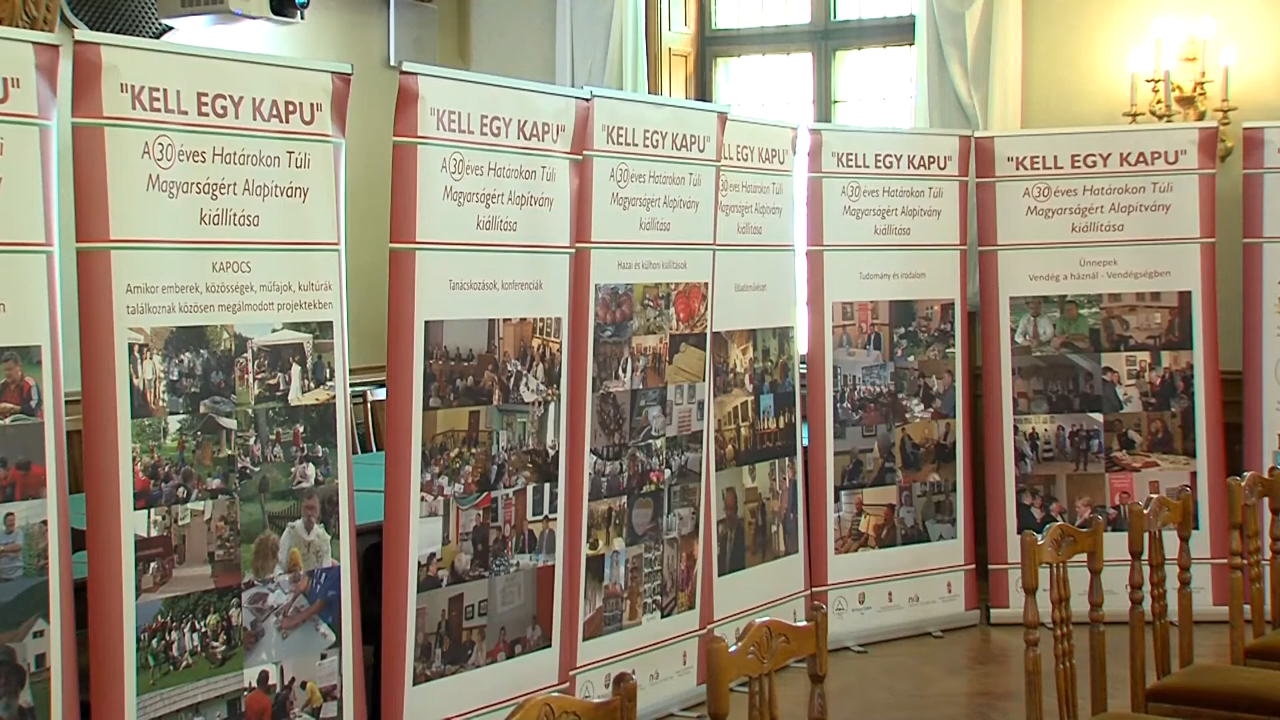 U"
"KELL EGY KAPU"
A 30 éves Határokon Túli
Magyarságért Alapítvány
kiállítása
KAPOCS
Amikor emberek, közösségek, műfajok, kultúrák
találkoznak közösen megálmodott projektekben
"KELL EGY KAPU"
A 30 éves Határokon Túli
Magyarságért Alapítvány
kiállítása
Tanácskozások, konferenciák
"KELL EGY KAPU"
A 30 éves Határokon Túli
Magyarságért Alapítvány
kiállítása
Hazai és külhoni kiállítások
ELL EGY KAPU"
30 éves Határokon Túli
Magyarságért Alapítvány
kiállítása
Előadóművészet
"KELL EGY KAPU"
A 30 éves Határokon Túli
Magyarságért Alapítvány
kiállítása
Tudomány és irodalom
"KELL EGY KAPU"
A 30 éves Határokon Túli
Magyarságért Alapítvány
kiállítása
Ünnepek
Vendég a háznál - Vendégségben